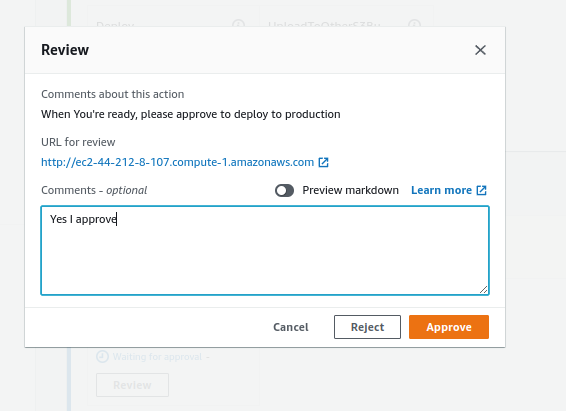 Deploy
Review
Comments about this action
When You're ready, please approve to deploy to production
URL for review
http://ec2-44-212-8-107.compute-1.amazonaws.com
Comments - optional
Preview markdown
Learn more
Yes I approve
Cancel
Reject
Approve
Waiting for approval -
Review